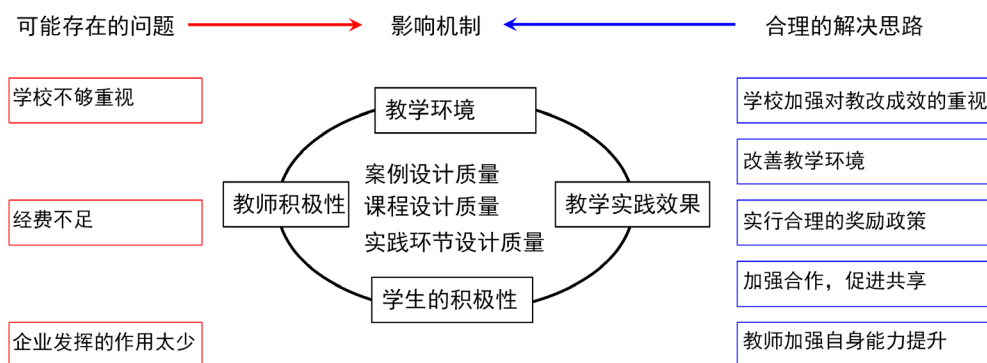 可能存在的问题
影响机制
合理的解决思路
学校不够重视
经费不足
企业发挥的作用太少
教学环境
教师积极性
案例设计质量
课程设计质量
实践环节设计质量
教学实践效果
学生的积极性
学校加强对教改成效的重视
改善教学环境
实行合理的奖励政策
加强合作，促进共享
教师加强自身能力提升